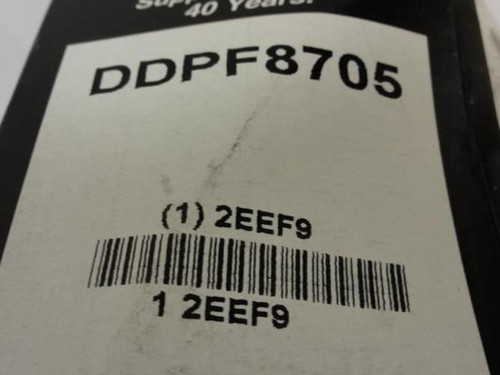 40 Years.
DDPF8705
(1) 2EEF9
1 2EEF9